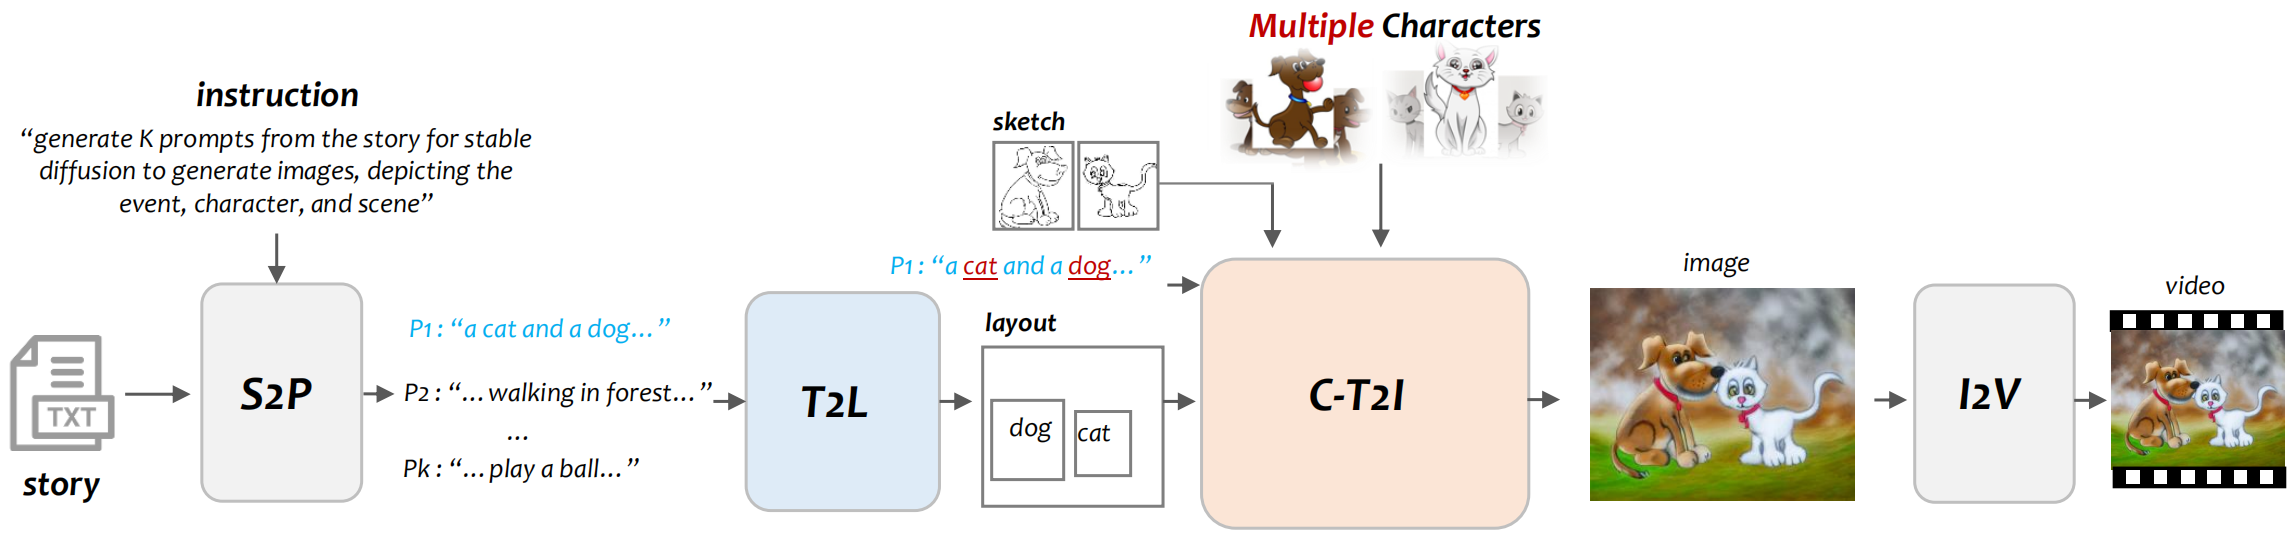 instruction
“generate K prompts from the story for stable
diffusion to generate images, depicting the
event, character, and scene”
TXT
story
S2P
P1 : “a cat and a dog...”
P2 : “...walking in forest...”
...
Pk : “...play a ball...”
T2L
sketch
P1 : “a cat and a dog...”
layout
dog
cat
Multiple Characters
C-T2I
image
I2V
video